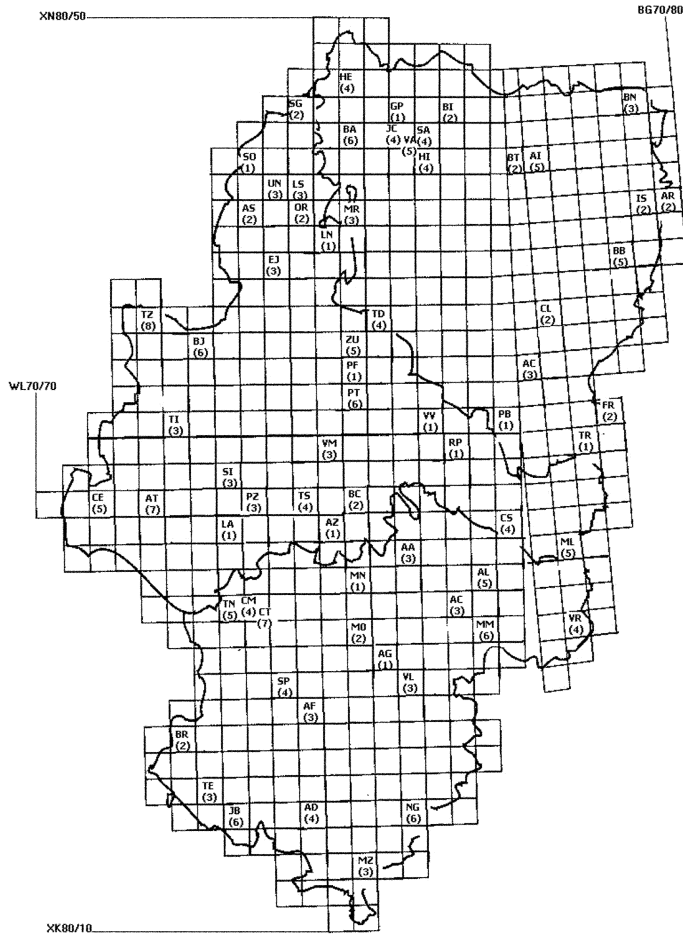 XN80/50
BG70/80
HE
(4)
SG
(2)
GP
(1)
BI
(2)
BN
(3)
BA
(6)
JC
(4)
VA
(5)
SA
(4)
HI
(4)
SO
(1)
BT
(2)
AI
(5)
UN
(3)
LS
(3)
AS
(2)
OR
(2)
MR
(3)
IS
(2)
AR
(2)
LN
(1)
EJ
(3)
BB
(5)
TZ
(8)
TD
(4)
CL
(2)
BJ
(6)
ZU
(5)
PF
(1)
AC
(3)
WL70/70
PT
(6)
TI
(3)
VV
(1)
PB
(1)
FR
(2)
VM
(3)
RP
(1)
TR
(1)
SI
(3)
CE
(5)
AT
(7)
PZ
(3)
TS
(4)
BC
(2)
LA
(1)
AZ
(1)
CS
(4)
AA
(3)
ML
(5)
MN
(1)
AL
(5)
TN
(5)
CM
(4)
CT
(7)
AC
(3)
MO
(2)
MM
(6)
VR
(4)
AG
(1)
SP
(4)
VL
(3)
AF
(3)
BR
(2)
TE
(3)
JB
(6)
AD
(4)
NG
(6)
MZ
(3)
XK80/10